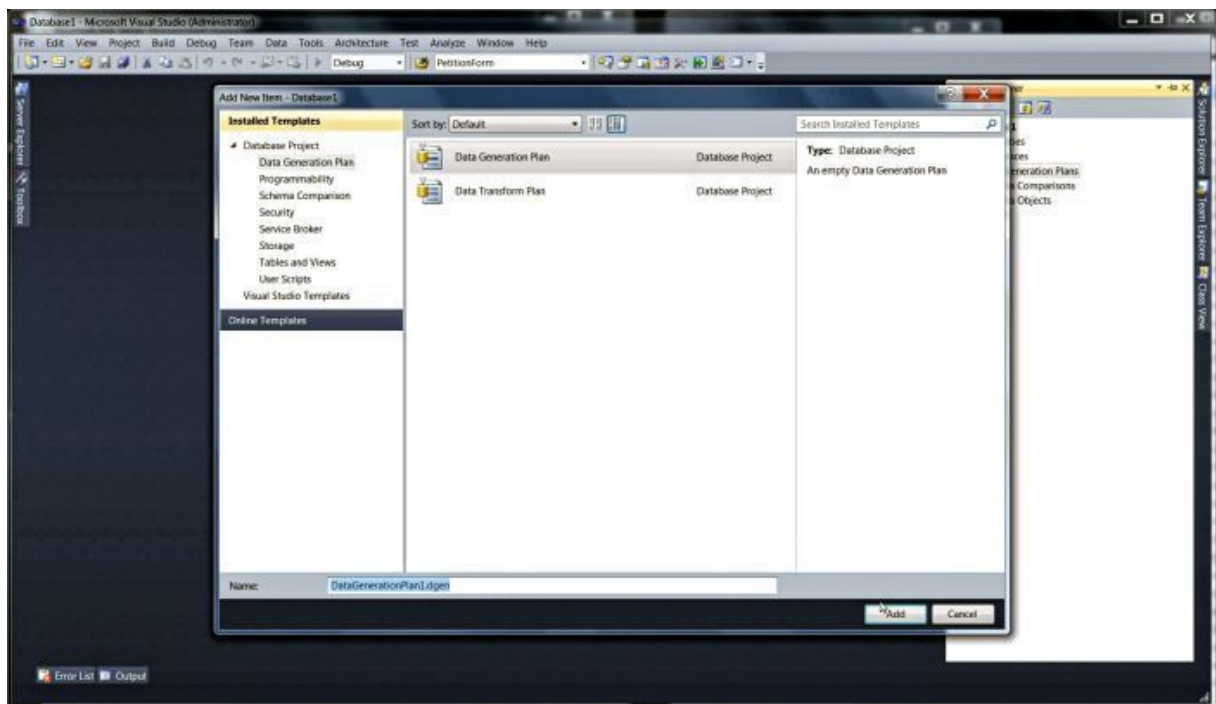 Database1 - Microsoft Visual Studio (Administrator)
File Edit View Project Build Debug Team Data Tools Architecture Test Analyze Window Help
Debug PetitionForm
Server Explorer
Toolbox
Add New Item - Database1
Installed Templates
Database Project
Data Generation Plan
Programmability
Schema Comparison
Security
Service Broker
Storage
Tables and Views
User Scripts
Visual Studio Templates
Online Templates
Sort by: Default
Data Generation Plan Database Project
Data Transform Plan Database Project
Search Installed Templates
Type: Database Project
An empty Data Generation Plan
Name: DataGenerationPlan1.dgen
Add Cancel
eneration Plans
Comparisons
Objects
Solution Explorer
Team Explorer
Class View
Error List Output